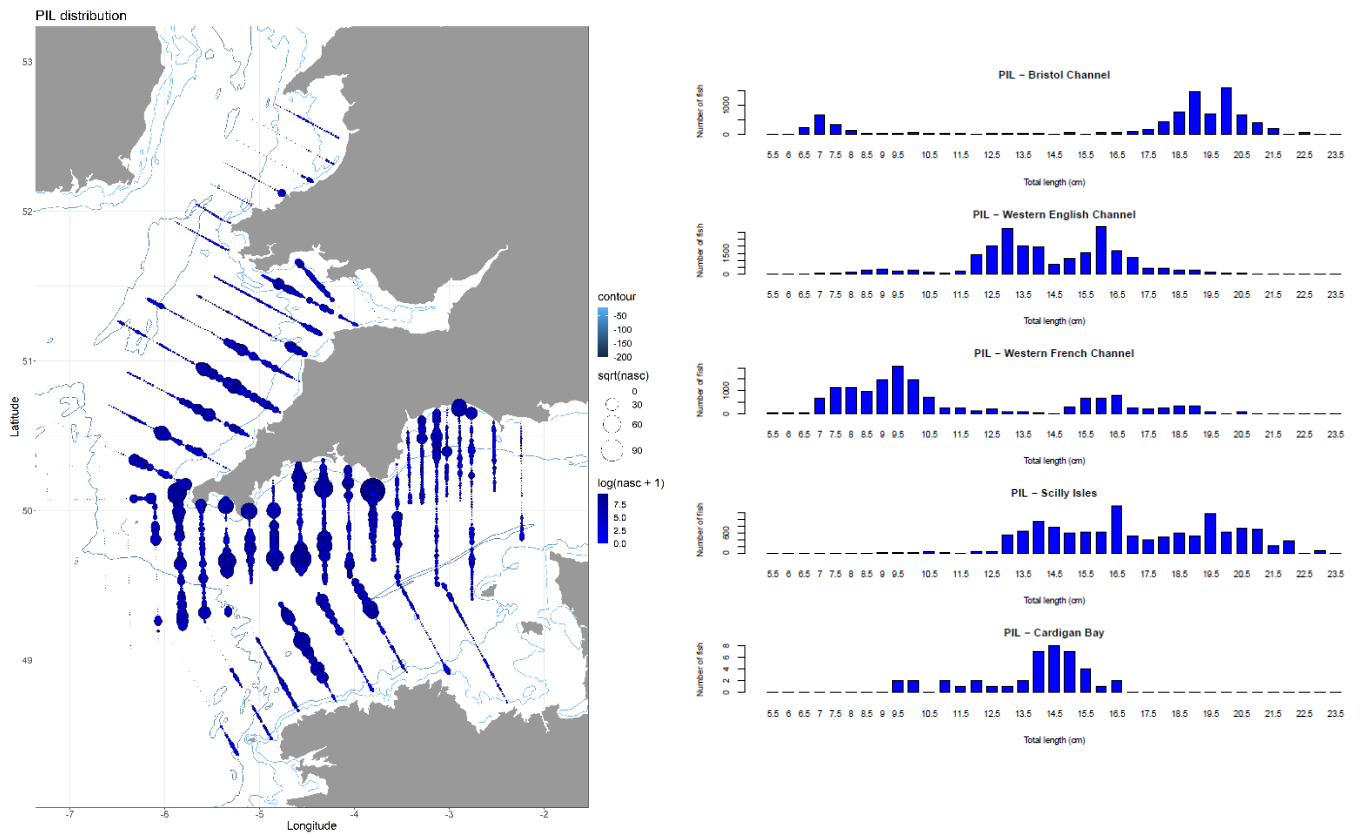 PIL distribution
53
52
51
50
49
Latitude
-7 -6 -5 -4 -3 -2
Longitude
contour
-50
-100
-150
-200
sqrt(nasc)
0
30
60
90
log(nasc + 1)
7.5
5.0
2.5
0.0
PIL − Bristol Channel
Number of fish
0 1000
5.5 6 6.5 7 7.5 8 8.5 9 9.5 10.5 11.5 12.5 13.5 14.5 15.5 16.5 17.5 18.5 19.5 20.5 21.5 22.5 23.5
Total length (cm)
PIL − Western English Channel
Number of fish
0 1500
5.5 6 6.5 7 7.5 8 8.5 9 9.5 10.5 11.5 12.5 13.5 14.5 15.5 16.5 17.5 18.5 19.5 20.5 21.5 22.5 23.5
Total length (cm)
PIL − Western French Channel
Number of fish
0 1000
5.5 6 6.5 7 7.5 8 8.5 9 9.5 10.5 11.5 12.5 13.5 14.5 15.5 16.5 17.5 18.5 19.5 20.5 21.5 22.5 23.5
Total length (cm)
PIL − Scilly Isles
Number of fish
0 600
5.5 6 6.5 7 7.5 8 8.5 9 9.5 10.5 11.5 12.5 13.5 14.5 15.5 16.5 17.5 18.5 19.5 20.5 21.5 22.5 23.5
Total length (cm)
PIL − Cardigan Bay
Number of fish
0 2 4 6 8
5.5 6 6.5 7 7.5 8 8.5 9 9.5 10.5 11.5 12.5 13.5 14.5 15.5 16.5 17.5 18.5 19.5 20.5 21.5 22.5 23.5
Total length (cm)